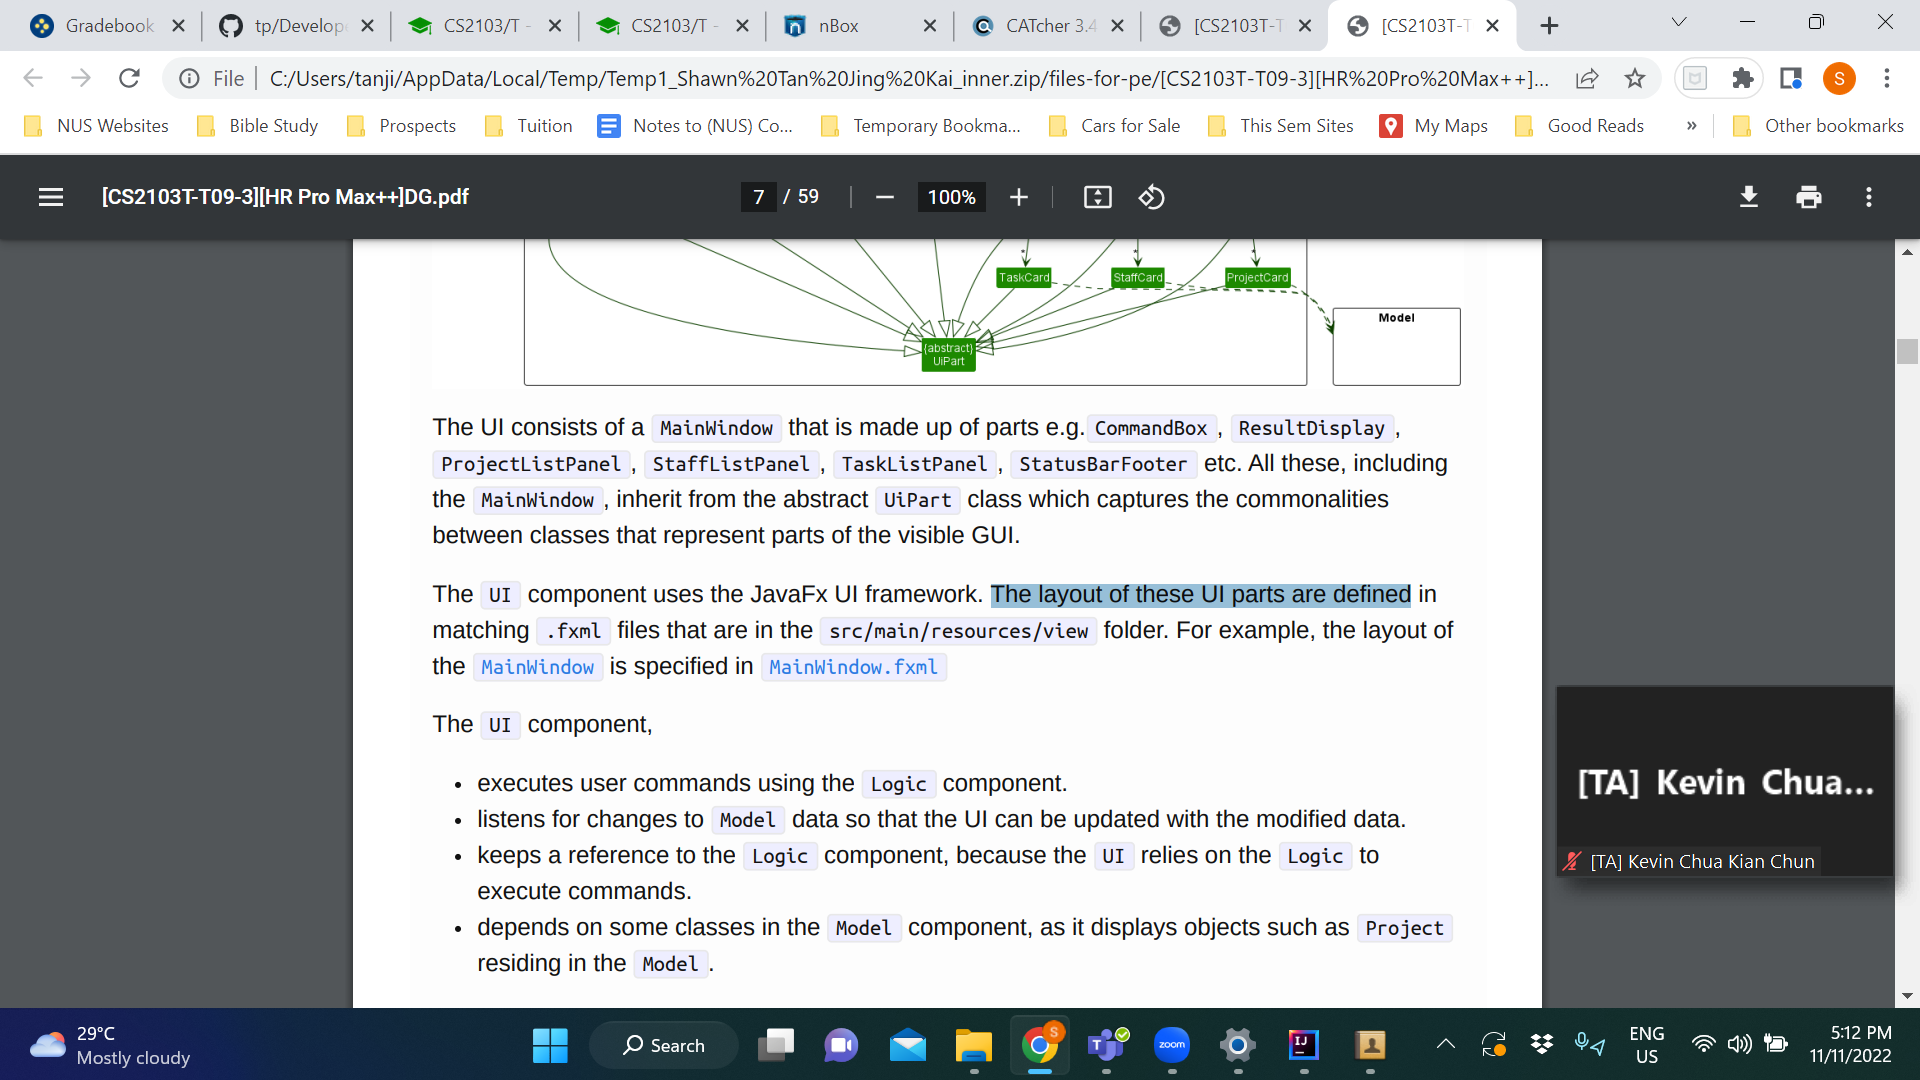 Gradebook
tp/Develope
CS2103/T -
CS2103/T -
nBox
CATcher 3.4
[CS2103T-T
[CS2103T-T
File
C:/Users/tanji/AppData/Local/Temp/Temp1_Shawn%20Tan%20Jing%20Kai_inner.zip/files-for-pe/[CS2103T-T09-3][HR%20Pro%20Max++]...
S
NUS Websites
Bible Study
Prospects
Tuition
Notes to (NUS) Co...
Temporary Bookma...
Cars for Sale
This Sem Sites
My Maps
Good Reads
»
Other bookmarks
[CS2103T-T09-3][HR Pro Max++]DG.pdf
7 / 59
100%
TaskCard
StaffCard
ProjectCard
Model
{abstract}
UiPart
The UI consists of a MainWindow that is made up of parts e.g. CommandBox , ResultDisplay ,
ProjectListPanel , StaffListPanel , TaskListPanel , StatusBarFooter etc. All these, including
the MainWindow , inherit from the abstract UiPart class which captures the commonalities
between classes that represent parts of the visible GUI.
The UI component uses the JavaFx UI framework. The layout of these UI parts are defined in
matching .fxml files that are in the src/main/resources/view folder. For example, the layout of
the MainWindow is specified in MainWindow.fxml
The UI component,
• executes user commands using the Logic component.
• listens for changes to Model data so that the UI can be updated with the modified data.
• keeps a reference to the Logic component, because the UI relies on the Logic to
execute commands.
• depends on some classes in the Model component, as it displays objects such as Project
residing in the Model .
[TA] Kevin Chua...
[TA] Kevin Chua Kian Chun
29°C
Mostly cloudy
Search
S
T
zoom
IJ
ENG
US
5:12 PM
11/11/2022